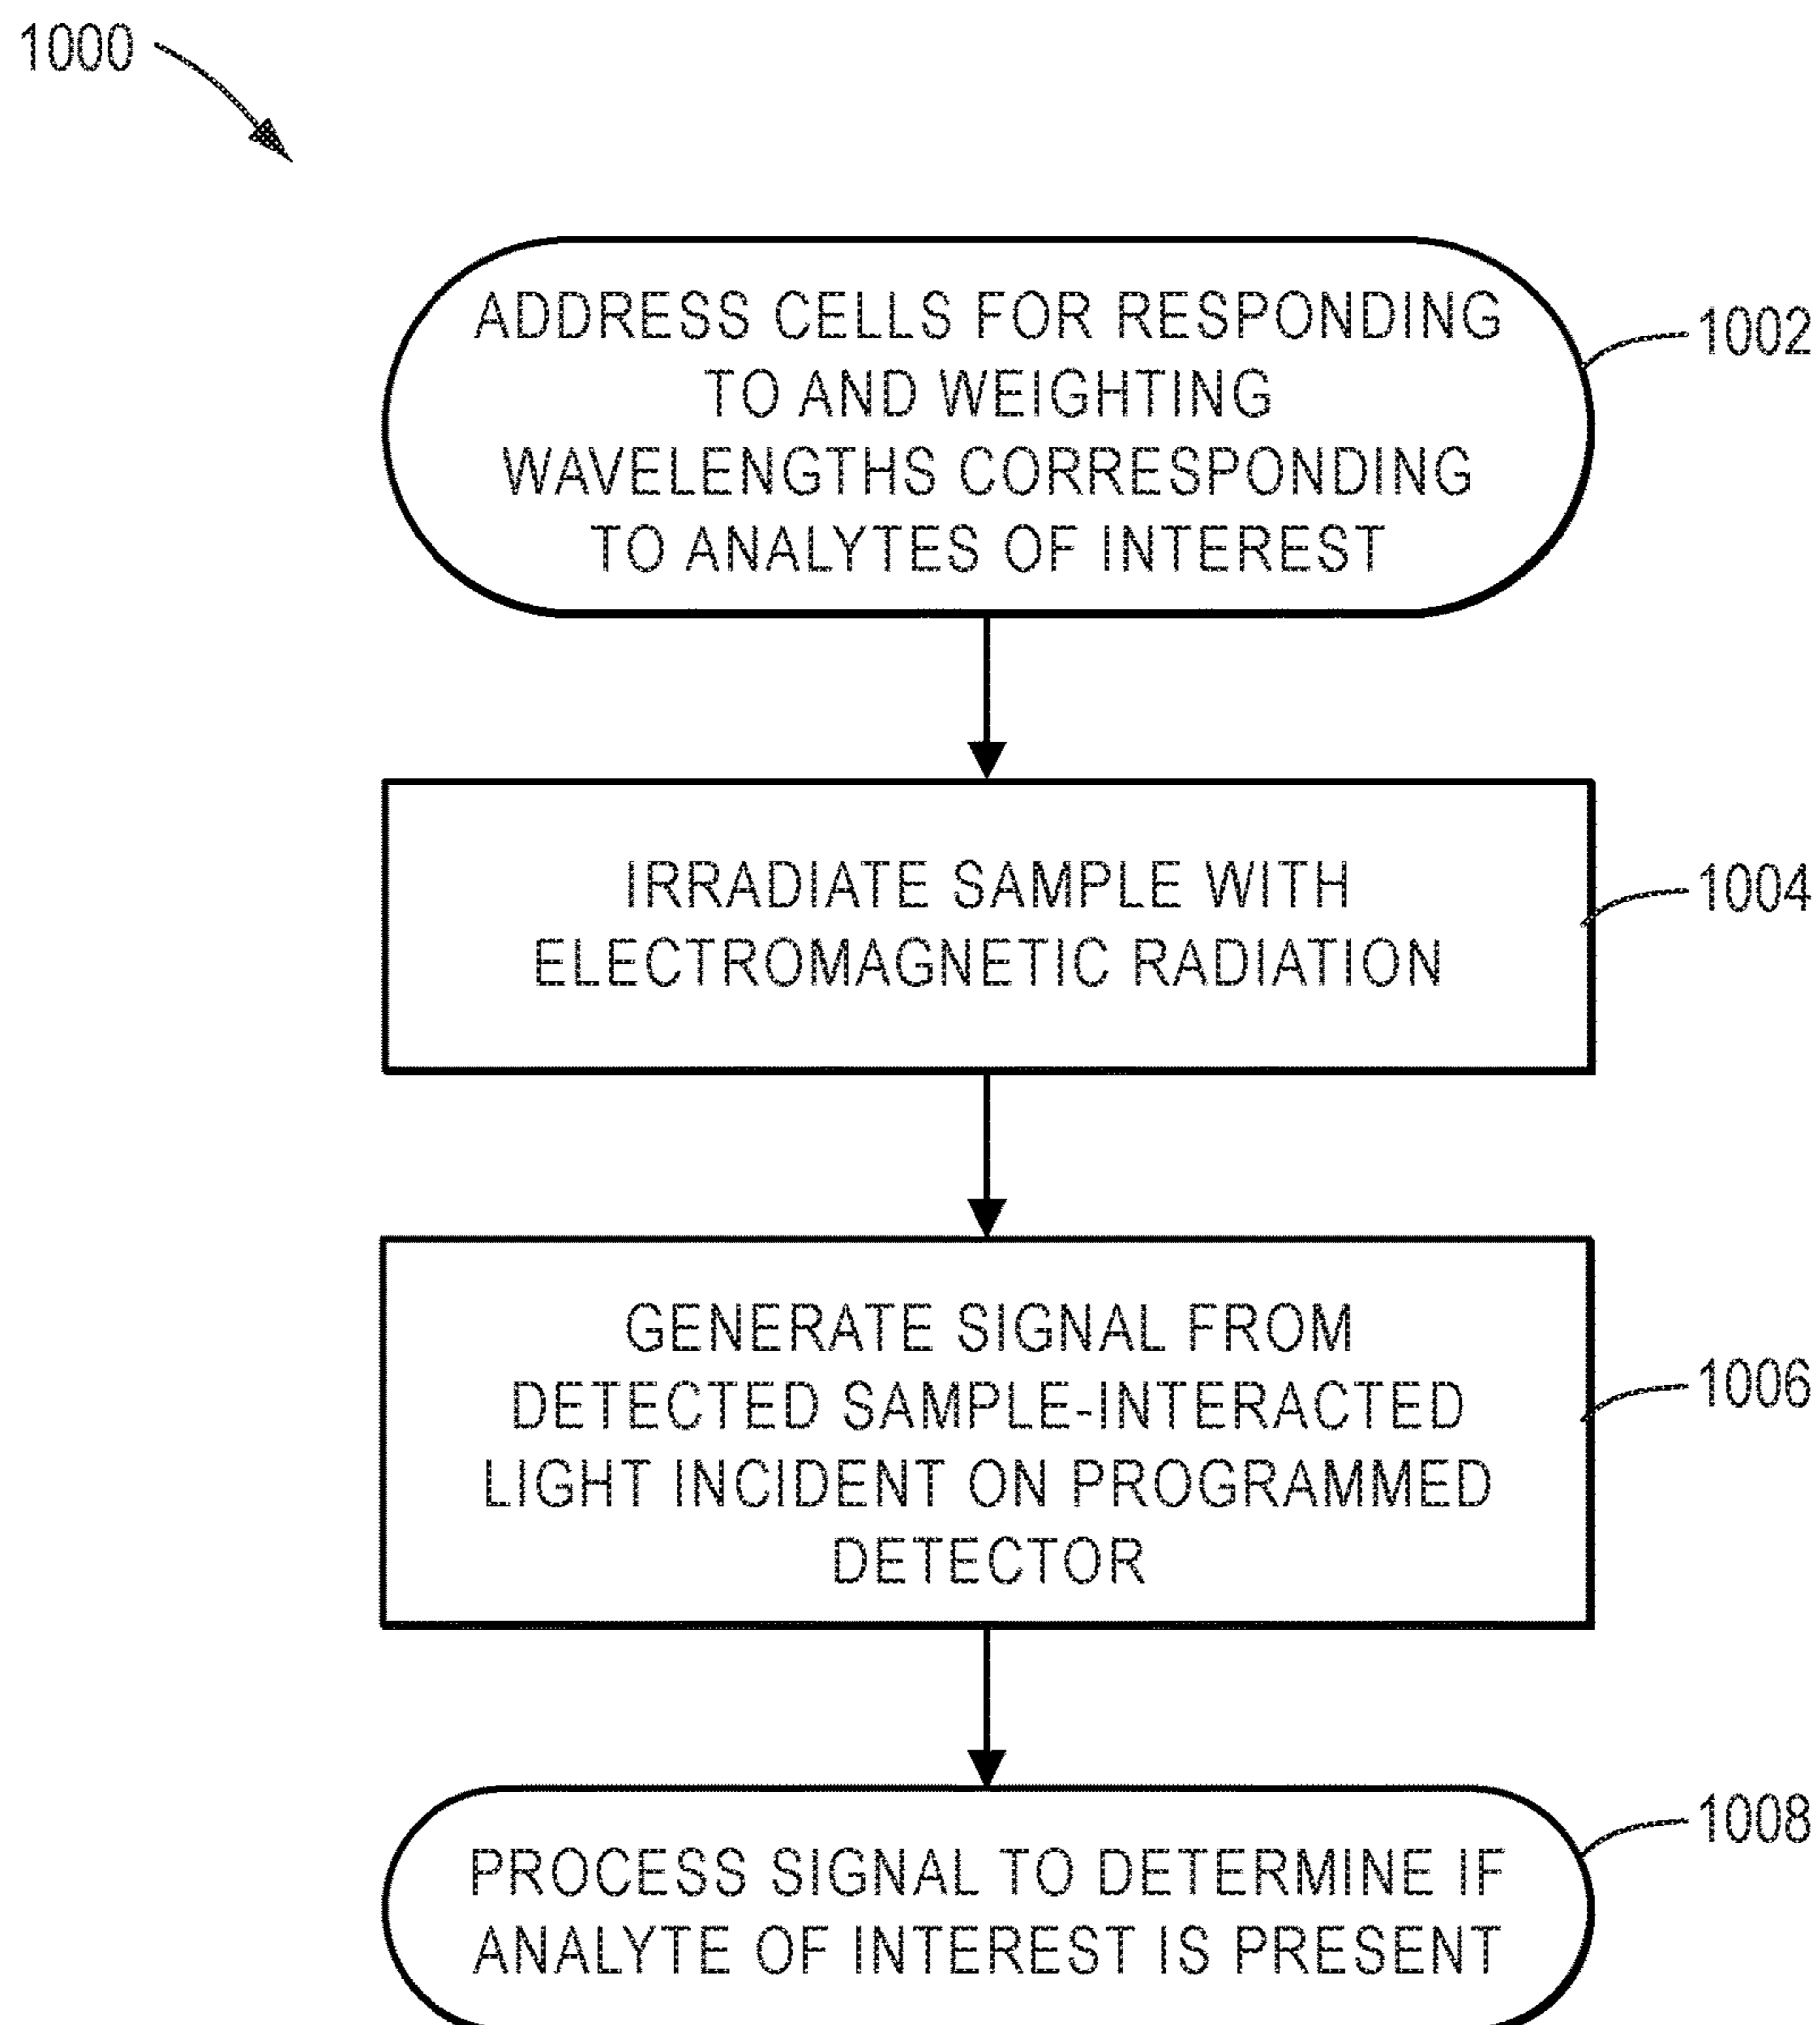 1000
ADDRESS CELLS FOR RESPONDING
TO AND WEIGHTING
WAVELENGTHS CORRESPONDING
TO ANALYTES OF INTEREST
1002
IRRADIATE SAMPLE WITH
ELECTROMAGNETIC RADIATION
1004
GENERATE SIGNAL FROM
DETECTED SAMPLE-INTERACTED
LIGHT INCIDENT ON PROGRAMMED
DETECTOR
1006
PROCESS SIGNAL TO DETERMINE IF
ANALYTE OF INTEREST IS PRESENT
1008